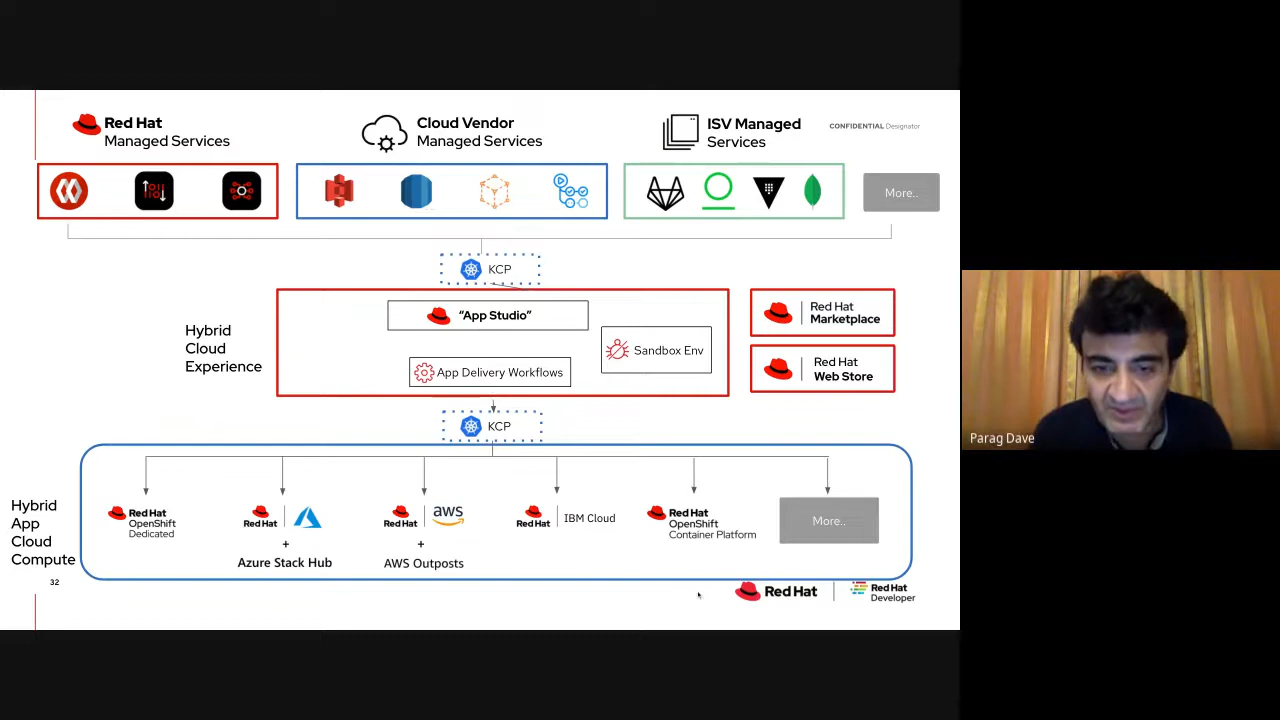 Red Hat
Managed Services
Cloud Vendor
Managed Services
ISV Managed
Services
CONFIDENTIAL Designator
More..
KCP
Hybrid
Cloud
Experience
"App Studio"
Sandbox Env
App Delivery Workflows
Red Hat
Marketplace
Red Hat
Web Store
KCP
Hybrid
App
Cloud
Compute
Red Hat
OpenShift
Dedicated
Red Hat
+
Azure Stack Hub
Red Hat
aws
+
AWS Outposts
Red Hat
IBM Cloud
Red Hat
OpenShift
Container Platform
More..
32
Red Hat
Red Hat
Developer
Parag Dave